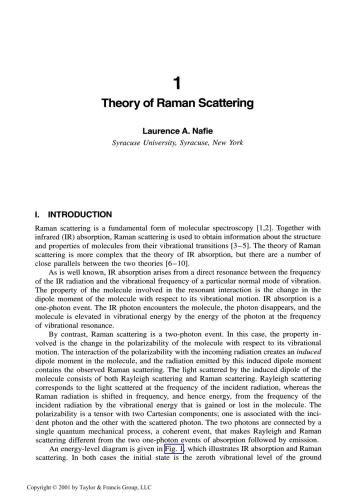 1
Theory of Raman Scattering
Laurence A. Nafie
Syracuse University, Syracuse, New York
I. INTRODUCTION
Raman scattering is a fundamental form of molecular spectroscopy [1,2]. Together with
infrared (IR) absorption, Raman scattering is used to obtain information about the structure
and properties of molecules from their vibrational transitions [3–5]. The theory of Raman
scattering is more complex that the theory of IR absorption, but there are a number of
close parallels between the two theories [6–10].
As is well known, IR absorption arises from a direct resonance between the frequency
of the IR radiation and the vibrational frequency of a particular normal mode of vibration.
The property of the molecule involved in the resonant interaction is the change in the
dipole moment of the molecule with respect to its vibrational motion. IR absorption is a
one-photon event. The IR photon encounters the molecule, the photon disappears, and the
molecule is elevated in vibrational energy by the energy of the photon at the frequency
of vibrational resonance.
By contrast, Raman scattering is a two-photon event. In this case, the property in-
volved is the change in the polarizability of the molecule with respect to its vibrational
motion. The interaction of the polarizability with the incoming radiation creates an induced
dipole moment in the molecule, and the radiation emitted by this induced dipole moment
contains the observed Raman scattering. The light scattered by the induced dipole of the
molecule consists of both Rayleigh scattering and Raman scattering. Rayleigh scattering
corresponds to the light scattered at the frequency of the incident radiation, whereas the
Raman radiation is shifted in frequency, and hence energy, from the frequency of the
incident radiation by the vibrational energy that is gained or lost in the molecule. The
polarizability is a tensor with two Cartesian components; one is associated with the inci-
dent photon and the other with the scattered photon. The two photons are connected by a
single quantum mechanical process, a coherent event, that makes Rayleigh and Raman
scattering different from the two one-photon events of absorption followed by emission.
An energy-level diagram is given in Fig. 1, which illustrates IR absorption and Raman
scattering. In both cases the initial state is the zeroth vibrational level of the ground
Copyright © 2001 by Taylor & Francis Group, LLC